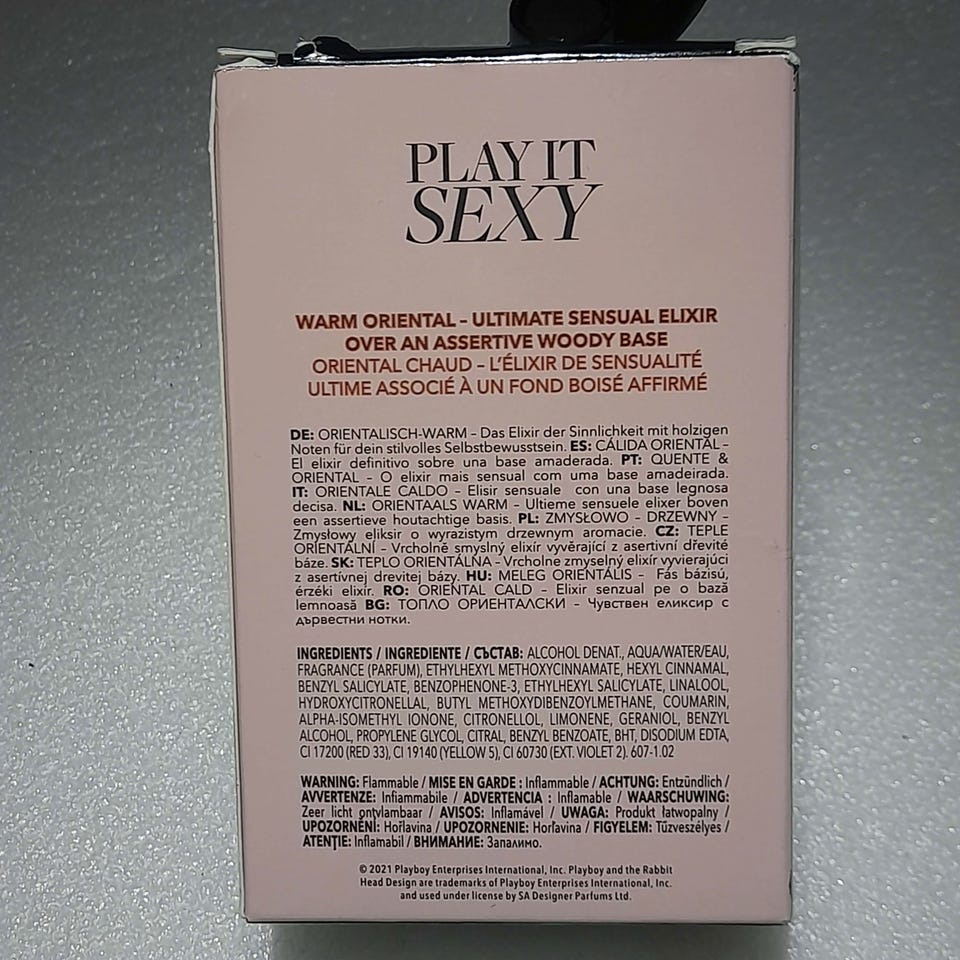 PLAY IT
SEXY
WARM ORIENTAL – ULTIMATE SENSUAL ELIXIR
OVER AN ASSERTIVE WOODY BASE
ORIENTAL CHAUD – L'ÉLIXIR DE SENSUALITÉ
ULTIME ASSOCIÉ À UN FOND BOISÉ AFFIRMÉ
DE: ORIENTALISCH-WARM – Das Elixir der Sinnlichkeit mit holzigen
Noten für dein stilvolles Selbstbewusstsein. ES: CÁLIDA ORIENTAL –
El elixir definitivo sobre una base amaderada. PT: QUENTE &
ORIENTAL – O elixir mais sensual com uma base amadeirada.
IT: ORIENTALE CALDO – Elisir sensuale con una base legnosa
decisa. NL: ORIENTAALS WARM – Ultieme sensuele elixer boven
een assertieve houtachtige basis. PL: ZMYSŁOWO – DRZEWNY –
Zmysłowy eliksir o wyrazistym drzewnym aromacie. CZ: TEPLE
ORIENTÁLNÍ – Vrcholně smyslný elixír vyvěrající z asertivní dřevité
báze. SK: TEPLO ORIENTÁLNA – Vrcholne zmyselný elixír vyvierajúci
z asertívnej drevitej bázy. HU: MELEG ORIENTÁLIS – Fás bázisú,
érzéki elixir. RO: ORIENTAL CALD – Elixir senzual pe o bază
lemnoasă BG: ТОПЛО ОРИЕНТАЛСКИ – Чувствен еликсир с
дървестни нотки.
INGREDIENTS / INGREDIENTE / СЪСТАВ: ALCOHOL DENAT., AQUA/WATER/EAU,
FRAGRANCE (PARFUM), ETHYLHEXYL METHOXYCINNAMATE, HEXYL CINNAMAL,
BENZYL SALICYLATE, BENZOPHENONE-3, ETHYLHEXYL SALICYLATE, LINALOOL,
HYDROXYCITRONELLAL, BUTYL METHOXYDIBENZOYLMETHANE, COUMARIN,
ALPHA-ISOMETHYL IONONE, CITRONELLOL, LIMONENE, GERANIOL, BENZYL
ALCOHOL, PROPYLENE GLYCOL, CITRAL, BENZYL BENZOATE, BHT, DISODIUM EDTA,
CI 17200 (RED 33), CI 19140 (YELLOW 5), CI 60730 (EXT. VIOLET 2). 607-1.02
WARNING: Flammable / MISE EN GARDE : Inflammable / ACHTUNG: Entzündlich /
AVVERTENZE: Infiammabile / ADVERTENCIA : Inflamable / WAARSCHUWING:
Zeer licht ontvlambaar / AVISOS: Inflamável / UWAGA: Produkt łatwopalny /
UPOZORNĚNÍ: Hořlavina / UPOZORNENIE: Horľavina / FIGYELEM: Tűzveszélyes /
ATENȚIE: Inflamabil / ВНИМАНИЕ: Запалимо.
© 2021 Playboy Enterprises International, Inc. Playboy and the Rabbit
Head Design are trademarks of Playboy Enterprises International, Inc.
and used under license by SA Designer Parfums Ltd.